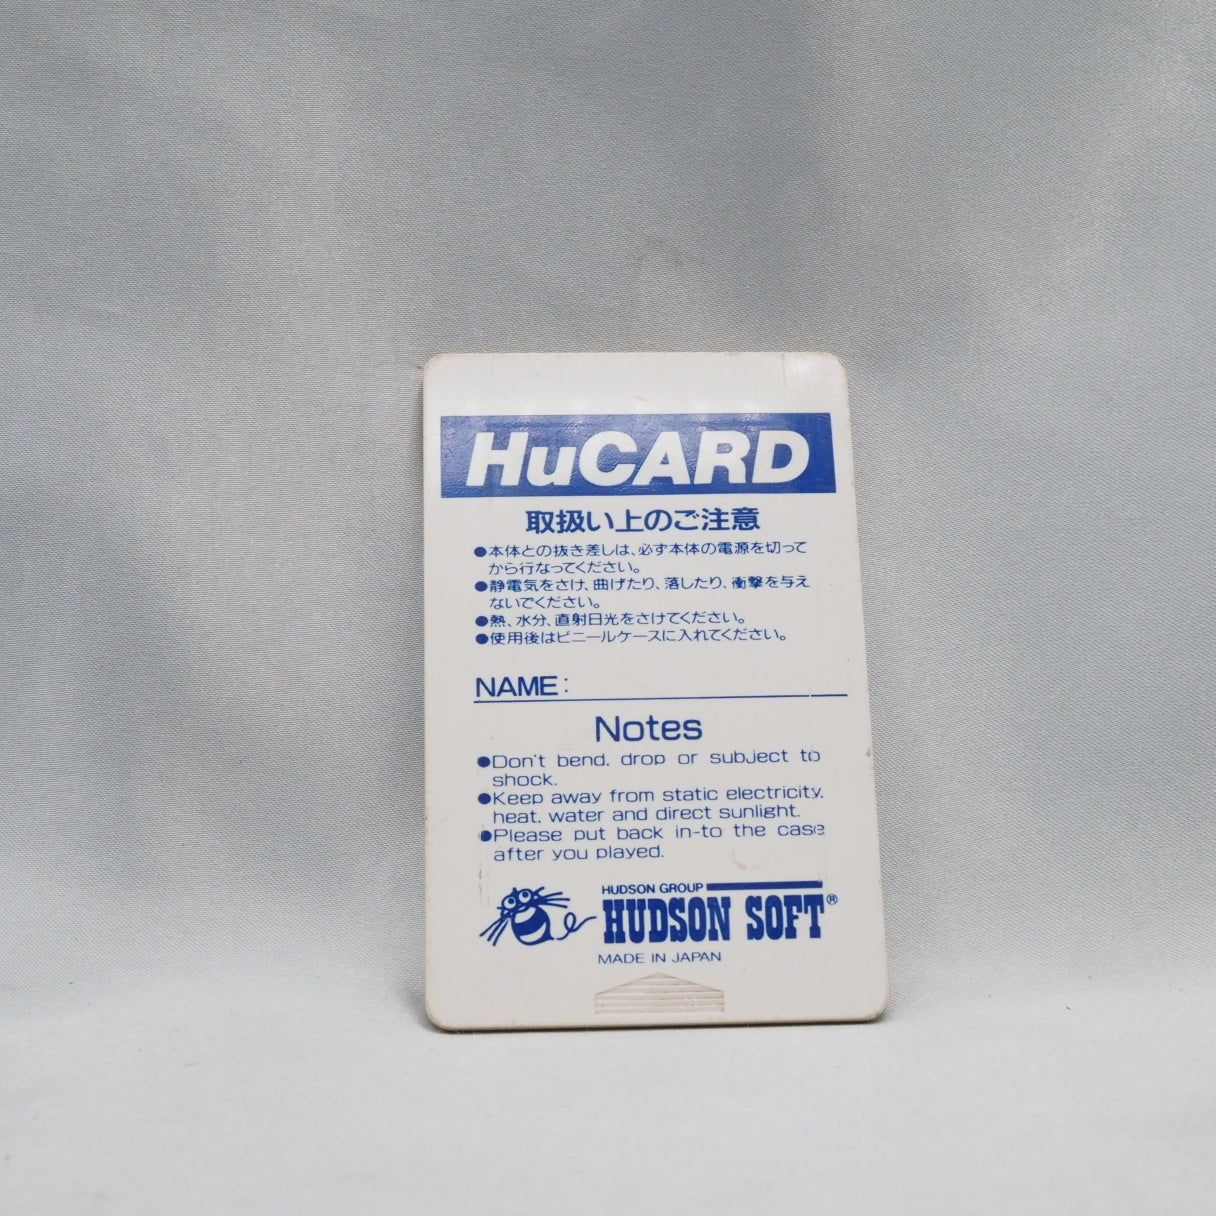 HuCARD
取扱い上のご注意
●本体との抜き差しは、必ず本体の電源を切って
から行なってください。
●静電気をさけ、曲げたり、落したり、衝撃を与え
ないでください。
●熱、水分、直射日光をさけてください。
●使用後はビニールケースに入れてください。
NAME:
Notes
●Don't bend, drop or subject to
shock.
●Keep away from static electricity,
heat, water and direct sunlight.
●Please put back in-to the case
after you played.
HUDSON GROUP
HUDSON SOFT®
MADE IN JAPAN